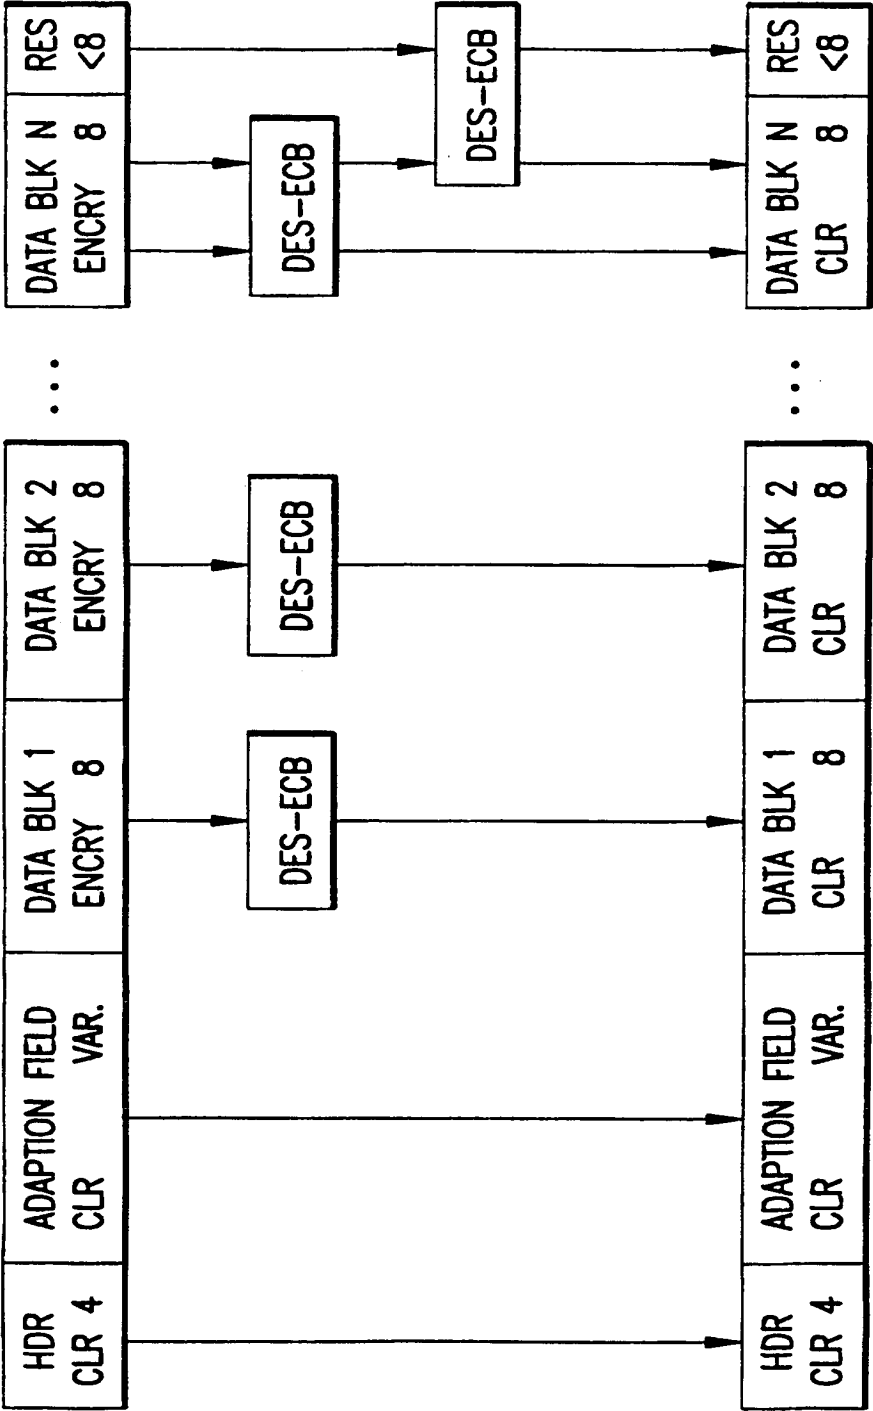 HDR
CLR 4
ADAPTION FIELD
CLR VAR.
DATA BLK 1
ENCRY 8
DATA BLK 2
ENCRY 8
...
DATA BLK N
ENCRY 8
RES
<8
DES-ECB
DES-ECB
DES-ECB
DES-ECB
HDR
CLR 4
ADAPTION FIELD
CLR VAR.
DATA BLK 1
CLR 8
DATA BLK 2
CLR 8
...
DATA BLK N
CLR 8
RES
<8